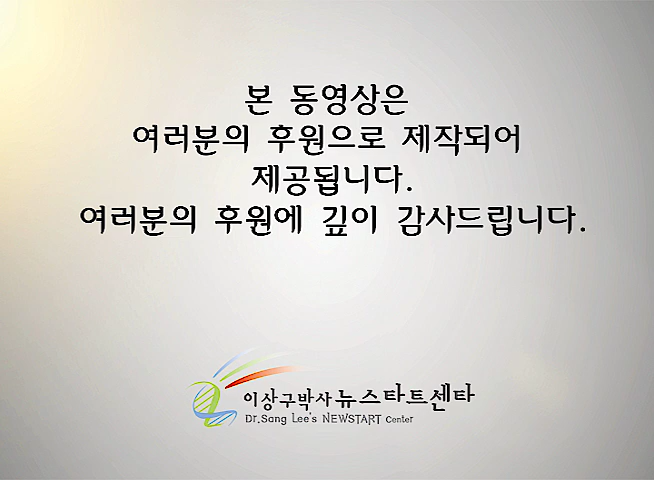 본 동영상은
여러분의 후원으로 제작되어
제공됩니다.
여러분의 후원에 깊이 감사드립니다.
이상구박사 뉴스타트센타
Dr.Sang Lee's NEWSTART Center